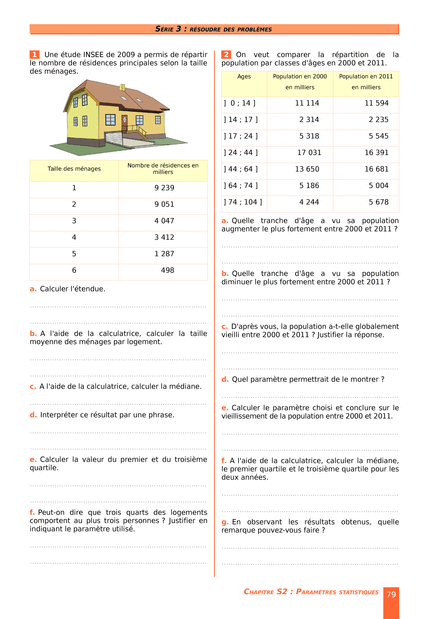 SÉRIE 3 : RÉSOUDRE DES PROBLÈMES
1 Une étude INSEE de 2009 a permis de répartir
le nombre de résidences principales selon la taille
des ménages.
Taille des ménages
Nombre de résidences en
milliers
1 9 239
2 9 051
3 4 047
4 3 412
5 1 287
6 498
a. Calculer l'étendue.
b. A l'aide de la calculatrice, calculer la taille
moyenne des ménages par logement.
c. A l'aide de la calculatrice, calculer la médiane.
d. Interpréter ce résultat par une phrase.
e. Calculer la valeur du premier et du troisième
quartile.
f. Peut-on dire que trois quarts des logements
comportent au plus trois personnes ? Justifier en
indiquant le paramètre utilisé.
2 On veut comparer la répartition de la
population par classes d'âges en 2000 et 2011.
Ages
Population en 2000
en milliers
Population en 2011
en milliers
] 0 ; 14 ] 11 114 11 594
] 14 ; 17 ] 2 314 2 235
] 17 ; 24 ] 5 318 5 545
] 24 ; 44 ] 17 031 16 391
] 44 ; 64 ] 13 650 16 681
] 64 ; 74 ] 5 186 5 004
] 74 ; 104 ] 4 244 5 678
a. Quelle tranche d'âge a vu sa population
augmenter le plus fortement entre 2000 et 2011 ?
b. Quelle tranche d'âge a vu sa population
diminuer le plus fortement entre 2000 et 2011 ?
c. D'après vous, la population a-t-elle globalement
vieilli entre 2000 et 2011 ? Justifier la réponse.
d. Quel paramètre permettrait de le montrer ?
e. Calculer le paramètre choisi et conclure sur le
vieillissement de la population entre 2000 et 2011.
f. A l'aide de la calculatrice, calculer la médiane,
le premier quartile et le troisième quartile pour les
deux années.
g. En observant les résultats obtenus, quelle
remarque pouvez-vous faire ?
CHAPITRE S2 : PARAMÈTRES STATISTIQUES 79